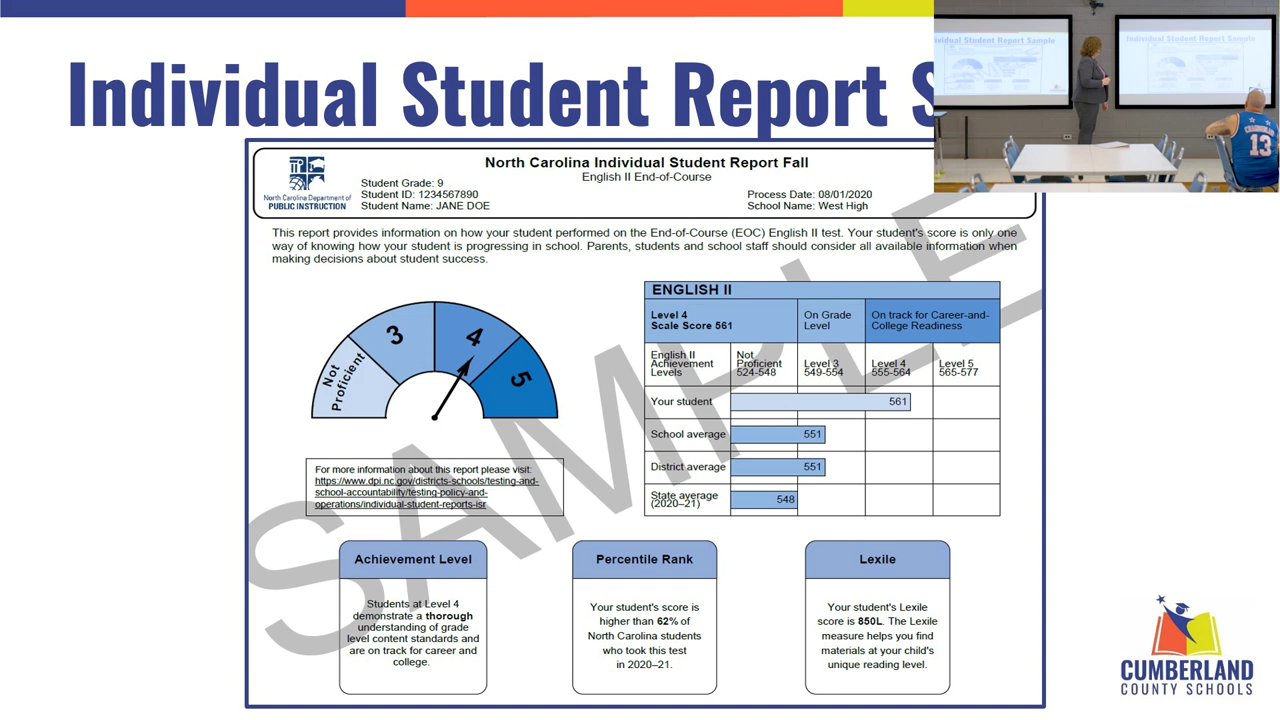 Individual Student Report S
Individual Student Report Sample
Individual Student Report Sample
13
North Carolina Department of
PUBLIC INSTRUCTION
North Carolina Individual Student Report Fall
English II End-of-Course
Student Grade: 9
Student ID: 1234567890
Student Name: JANE DOE
Process Date: 08/01/2020
School Name: West High
This report provides information on how your student performed on the End-of-Course (EOC) English II test. Your student's score is only one
way of knowing how your student is progressing in school. Parents, students and school staff should consider all available information when
making decisions about student success.
SAMPLE
Not
Proficient
3
4
5
For more information about this report please visit:
https://www.dpi.nc.gov/districts-schools/testing-and-
school-accountability/testing-policy-and-
operations/individual-student-reports-isr
ENGLISH II
Level 4
Scale Score 561
On Grade
Level
On track for Career-and-
College Readiness
English II
Achievement
Levels
Not
Proficient
524-548
Level 3
549-554
Level 4
555-564
Level 5
565-577
Your student 561
School average 551
District average 551
State average
(2020–21)
548
Achievement Level
Students at Level 4
demonstrate a thorough
understanding of grade
level content standards and
are on track for career and
college.
Percentile Rank
Your student's score is
higher than 62% of
North Carolina students
who took this test
in 2020–21.
Lexile
Your student's Lexile
score is 850L. The Lexile
measure helps you find
materials at your child's
unique reading level.
CUMBERLAND
COUNTY SCHOOLS